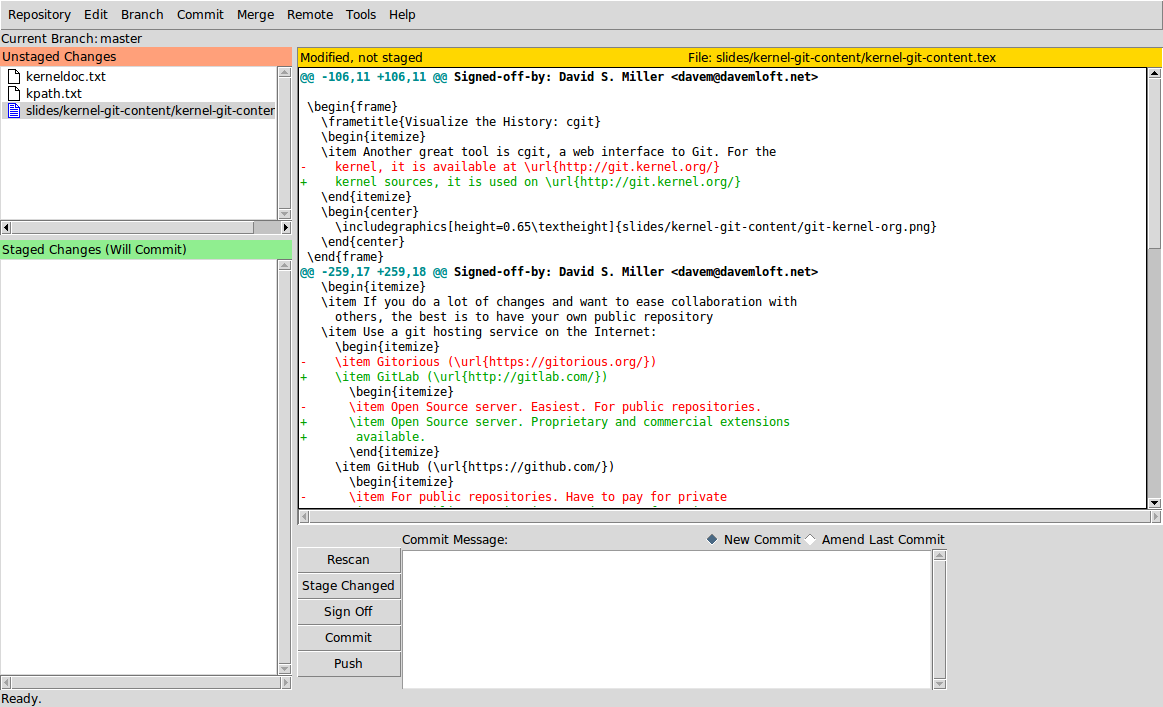 Repository Edit Branch Commit Merge Remote Tools Help
Current Branch: master
Unstaged Changes
kerneldoc.txt
kpath.txt
slides/kernel-git-content/kernel-git-conter
Staged Changes (Will Commit)
Modified, not staged File: slides/kernel-git-content/kernel-git-content.tex
@@ -106,11 +106,11 @@ Signed-off-by: David S. Miller <davem@davemloft.net>
\begin{frame}
\frametitle{Visualize the History: cgit}
\begin{itemize}
\item Another great tool is cgit, a web interface to Git. For the
- kernel, it is available at \url{http://git.kernel.org/}
+ kernel sources, it is used on \url{http://git.kernel.org/}
\end{itemize}
\begin{center}
\includegraphics[height=0.65\textheight]{slides/kernel-git-content/git-kernel-org.png}
\end{center}
\end{frame}
@@ -259,17 +259,18 @@ Signed-off-by: David S. Miller <davem@davemloft.net>
\begin{itemize}
\item If you do a lot of changes and want to ease collaboration with
others, the best is to have your own public repository
\item Use a git hosting service on the Internet:
\begin{itemize}
- \item Gitorious (\url{https://gitorious.org/})
+ \item GitLab (\url{http://gitlab.com/})
\begin{itemize}
- \item Open Source server. Easiest. For public repositories.
+ \item Open Source server. Proprietary and commercial extensions
+ available.
\end{itemize}
\item GitHub (\url{https://github.com/})
\begin{itemize}
- \item For public repositories. Have to pay for private
Commit Message: New Commit Amend Last Commit
Rescan
Stage Changed
Sign Off
Commit
Push
Ready.